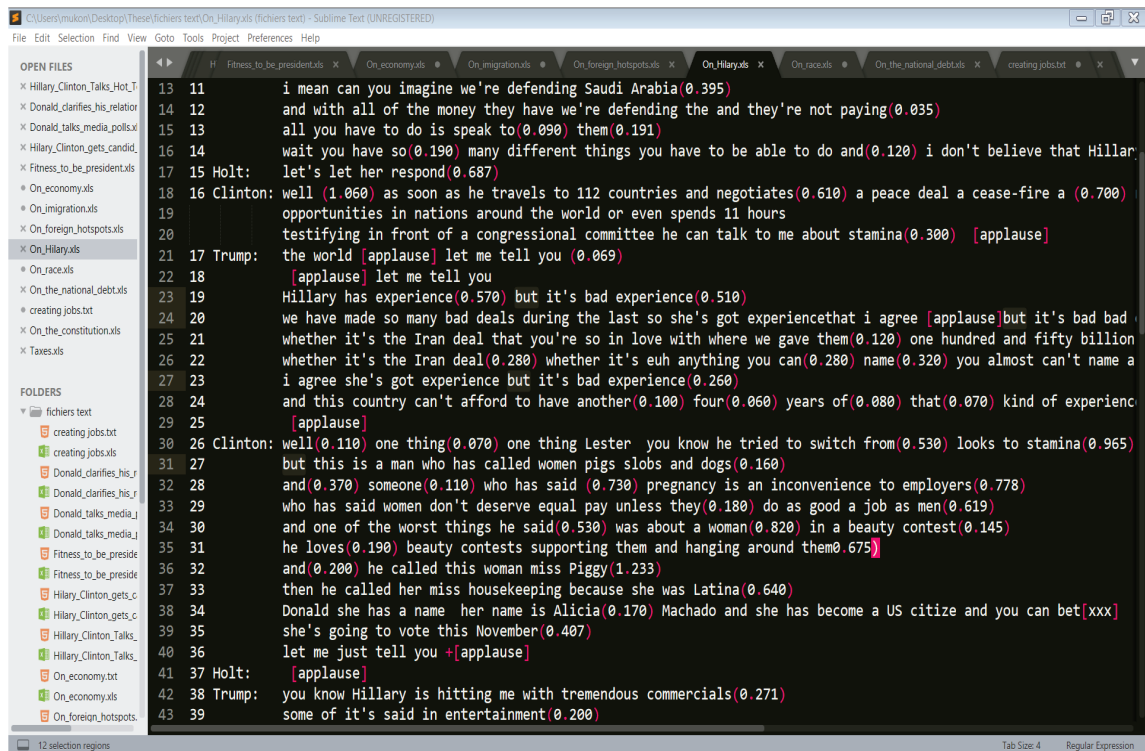 C:\Users\mukon\Desktop\These\fichiers text\On_Hilary.xls (fichiers text) - Sublime Text (UNREGISTERED)
File Edit Selection Find View Goto Tools Project Preferences Help
OPEN FILES
Hillary_Clinton_Talks_Hot_T
Donald_clarifies_his_relation
Donald_talks_media_polls.xl
Hilary_Clinton_gets_candid_
Fitness_to_be_president.xls
On_economy.xls
On_imigration.xls
On_foreign_hotspots.xls
On_Hilary.xls
On_race.xls
On_the_national_debt.xls
creating jobs.txt
On_the_constitution.xls
Taxes.xls
FOLDERS
fichiers text
creating jobs.txt
creating jobs.xls
Donald_clarifies_his_r
Donald_clarifies_his_r
Donald_talks_media_p
Donald_talks_media_p
Fitness_to_be_preside
Fitness_to_be_preside
Hilary_Clinton_gets_c
Hilary_Clinton_gets_c
Hillary_Clinton_Talks_
Hillary_Clinton_Talks_
On_economy.txt
On_economy.xls
On_foreign_hotspots.
H Fitness_to_be_president.xls On_economy.xls On_imigration.xls On_foreign_hotspots.xls On_Hilary.xls On_race.xls On_the_national_debt.xls creating jobs.txt
13 11 i mean can you imagine we're defending Saudi Arabia(0.395)
14 12 and with all of the money they have we're defending the and they're not paying(0.035)
15 13 all you have to do is speak to(0.090) them(0.191)
16 14 wait you have so(0.190) many different things you have to be able to do and(0.120) i don't believe that Hillar
17 15 Holt: let's let her respond(0.687)
18 16 Clinton: well (1.060) as soon as he travels to 112 countries and negotiates(0.610) a peace deal a cease-fire a (0.700)
19 opportunities in nations around the world or even spends 11 hours
20 testifying in front of a congressional committee he can talk to me about stamina(0.300) [applause]
21 17 Trump: the world [applause] let me tell you (0.069)
22 18 [applause] let me tell you
23 19 Hillary has experience(0.570) but it's bad experience(0.510)
24 20 we have made so many bad deals during the last so she's got experiencethat i agree [applause]but it's bad bad
25 21 whether it's the Iran deal that you're so in love with where we gave them(0.120) one hundred and fifty billion
26 22 whether it's the Iran deal(0.280) whether it's euh anything you can(0.280) name(0.320) you almost can't name a
27 23 i agree she's got experience but it's bad experience(0.260)
28 24 and this country can't afford to have another(0.100) four(0.060) years of(0.080) that(0.070) kind of experienc
29 25 [applause]
30 26 Clinton: well(0.110) one thing(0.070) one thing Lester you know he tried to switch from(0.530) looks to stamina(0.965)
31 27 but this is a man who has called women pigs slobs and dogs(0.160)
32 28 and(0.370) someone(0.110) who has said (0.730) pregnancy is an inconvenience to employers(0.778)
33 29 who has said women don't deserve equal pay unless they(0.180) do as good a job as men(0.619)
34 30 and one of the worst things he said(0.530) was about a woman(0.820) in a beauty contest(0.145)
35 31 he loves(0.190) beauty contests supporting them and hanging around them0.675)
36 32 and(0.200) he called this woman miss Piggy(1.233)
37 33 then he called her miss housekeeping because she was Latina(0.640)
38 34 Donald she has a name her name is Alicia(0.170) Machado and she has become a US citize and you can bet[xxx]
39 35 she's going to vote this November(0.407)
40 36 let me just tell you +[applause]
41 37 Holt: [applause]
42 38 Trump: you know Hillary is hitting me with tremendous commercials(0.271)
43 39 some of it's said in entertainment(0.200)
12 selection regions Tab Size: 4 Regular Expression